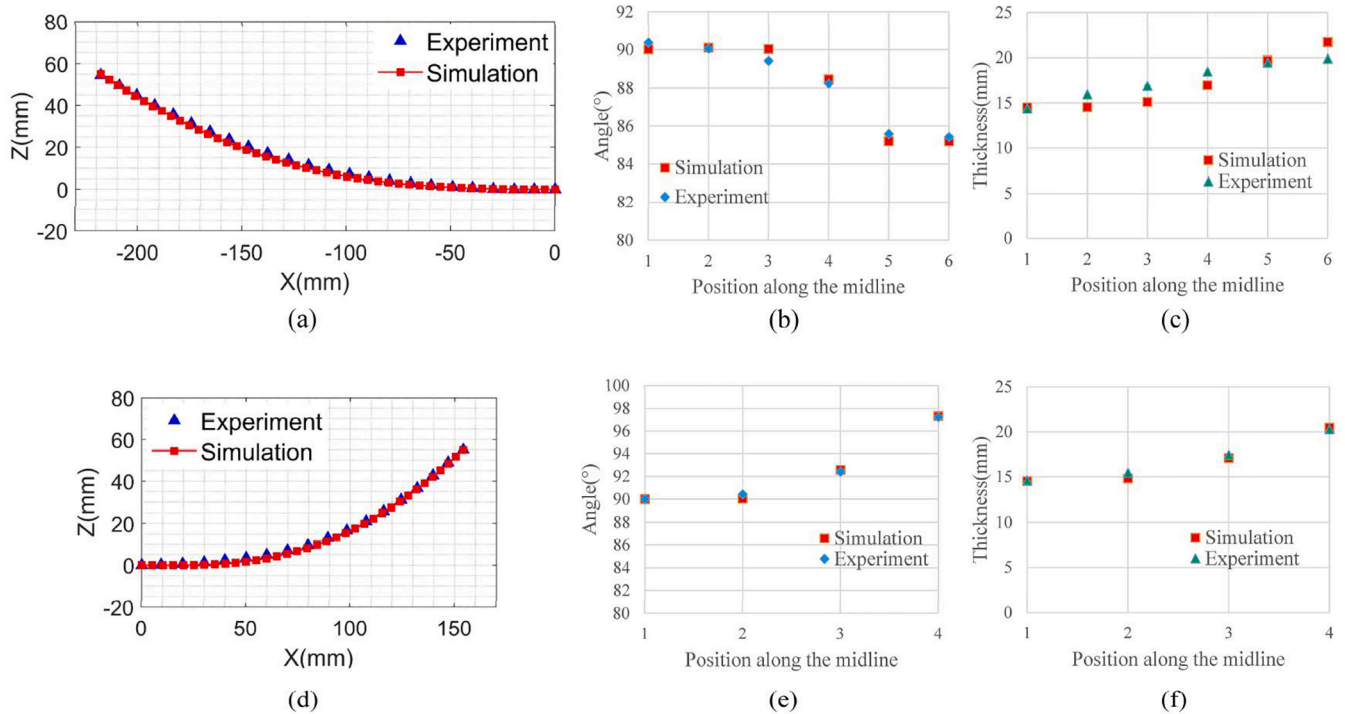 80
60
40
20
0
-20
Z(mm)
Experiment
Simulation
-200 -150 -100 -50 0
X(mm)
(a)
92
90
88
86
84
82
80
Angle(°)
Simulation
Experiment
1 2 3 4 5 6
Position along the midline
(b)
25
20
15
10
5
0
Thickness(mm)
Simulation
Experiment
1 2 3 4 5 6
Position along the midline
(c)
80
60
40
20
0
-20
Z(mm)
Experiment
Simulation
0 50 100 150
X(mm)
(d)
100
98
96
94
92
90
88
86
84
82
80
Angle(°)
Simulation
Experiment
1 2 3 4
Position along the midline
(e)
25
20
15
10
5
0
Thickness(mm)
Simulation
Experiment
1 2 3 4
Position along the midline
(f)